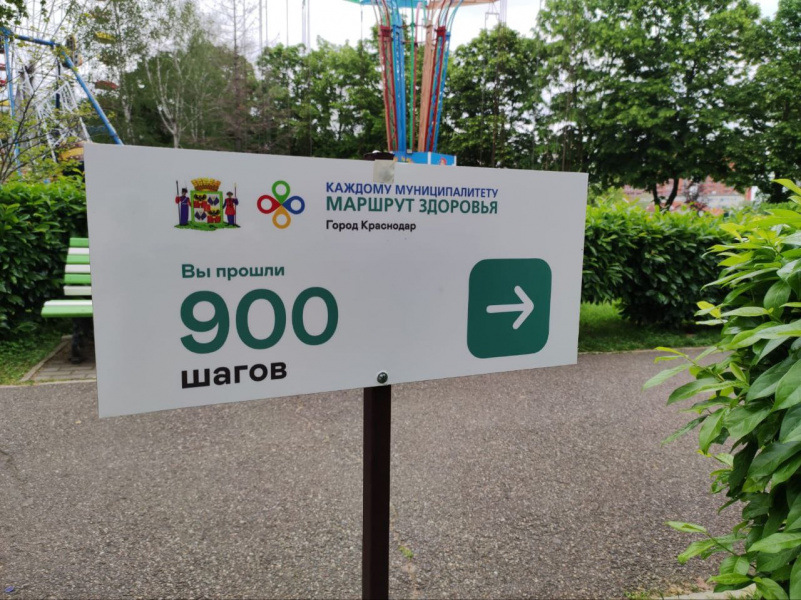 КАЖДОМУ МУНИЦИПАЛИТЕТУ
МАРШРУТ ЗДОРОВЬЯ
Город Краснодар
Вы прошли
900
шагов